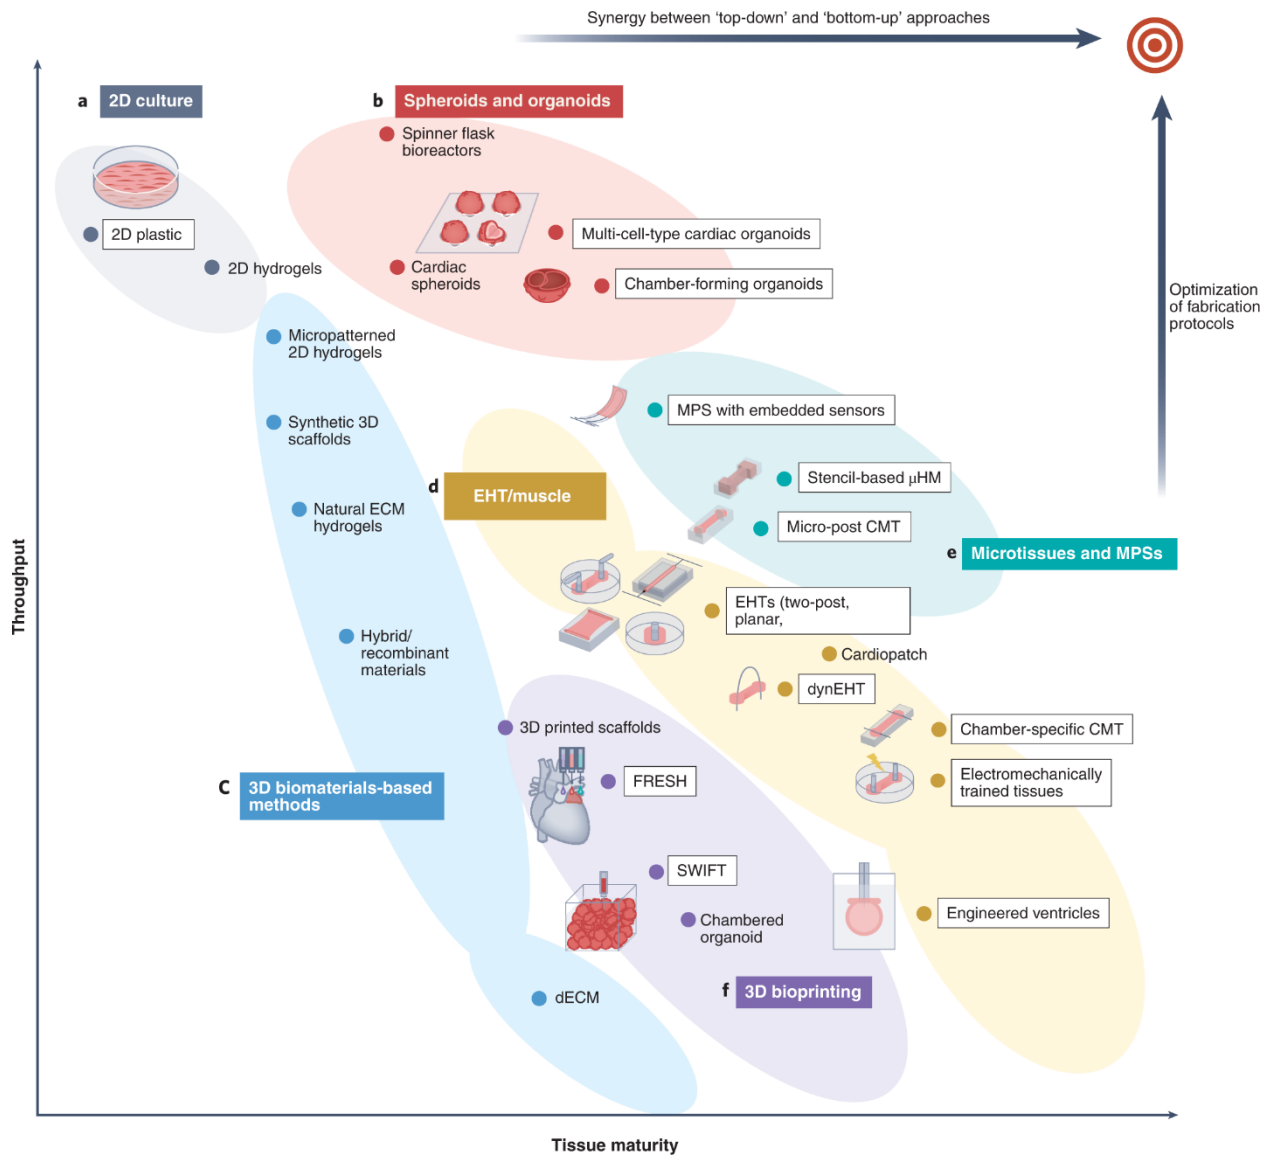 Synergy between ‘top-down’ and ‘bottom-up’ approaches
a 2D culture
b Spheroids and organoids
Spinner flask
bioreactors
2D plastic
Multi-cell-type cardiac organoids
2D hydrogels
Cardiac
spheroids
Chamber-forming organoids
Optimization
of fabrication
protocols
Micropatterned
2D hydrogels
MPS with embedded sensors
Synthetic 3D
scaffolds
Stencil-based μHM
d EHT/muscle
Natural ECM
hydrogels
Micro-post CMT
e Microtissues and MPSs
Throughput
EHTs (two-post,
planar,
Hybrid/
recombinant
materials
Cardiopatch
dynEHT
3D printed scaffolds
Chamber-specific CMT
C 3D biomaterials-based
methods
FRESH
Electromechanically
trained tissues
SWIFT
Chambered
organoid
Engineered ventricles
f 3D bioprinting
dECM
Tissue maturity